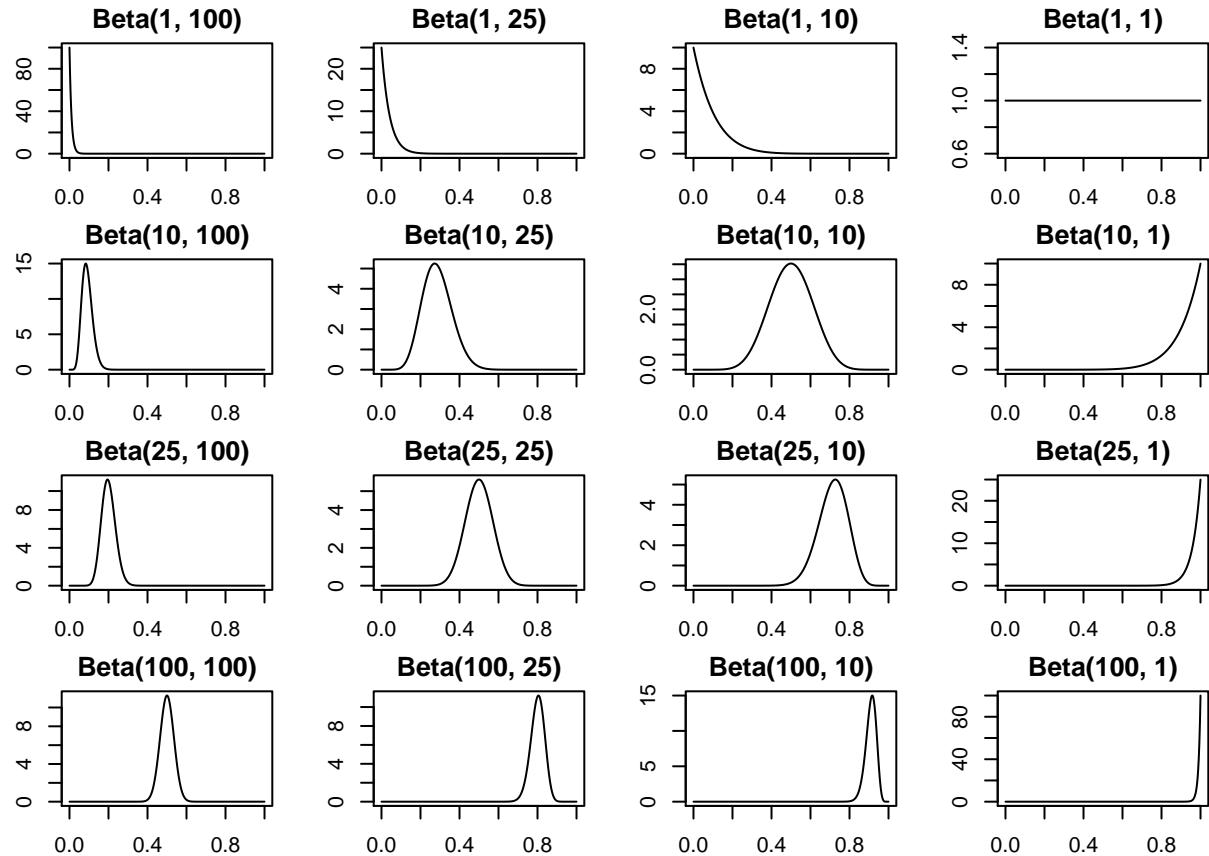 Beta(1, 100) Beta(1, 25) Beta(1, 10) Beta(1, 1)
0 40 80
0 10 20
0 4 8
0.6 1.0 1.4
0.0 0.4 0.8 0.0 0.4 0.8 0.0 0.4 0.8 0.0 0.4 0.8
Beta(10, 100) Beta(10, 25) Beta(10, 10) Beta(10, 1)
0 5 15
0 2 4
0.0 2.0
0 4 8
0.0 0.4 0.8 0.0 0.4 0.8 0.0 0.4 0.8 0.0 0.4 0.8
Beta(25, 100) Beta(25, 25) Beta(25, 10) Beta(25, 1)
0 4 8
0 2 4
0 2 4
0 10 20
0.0 0.4 0.8 0.0 0.4 0.8 0.0 0.4 0.8 0.0 0.4 0.8
Beta(100, 100) Beta(100, 25) Beta(100, 10) Beta(100, 1)
0 4 8
0 4 8
0 5 15
0 40 80
0.0 0.4 0.8 0.0 0.4 0.8 0.0 0.4 0.8 0.0 0.4 0.8